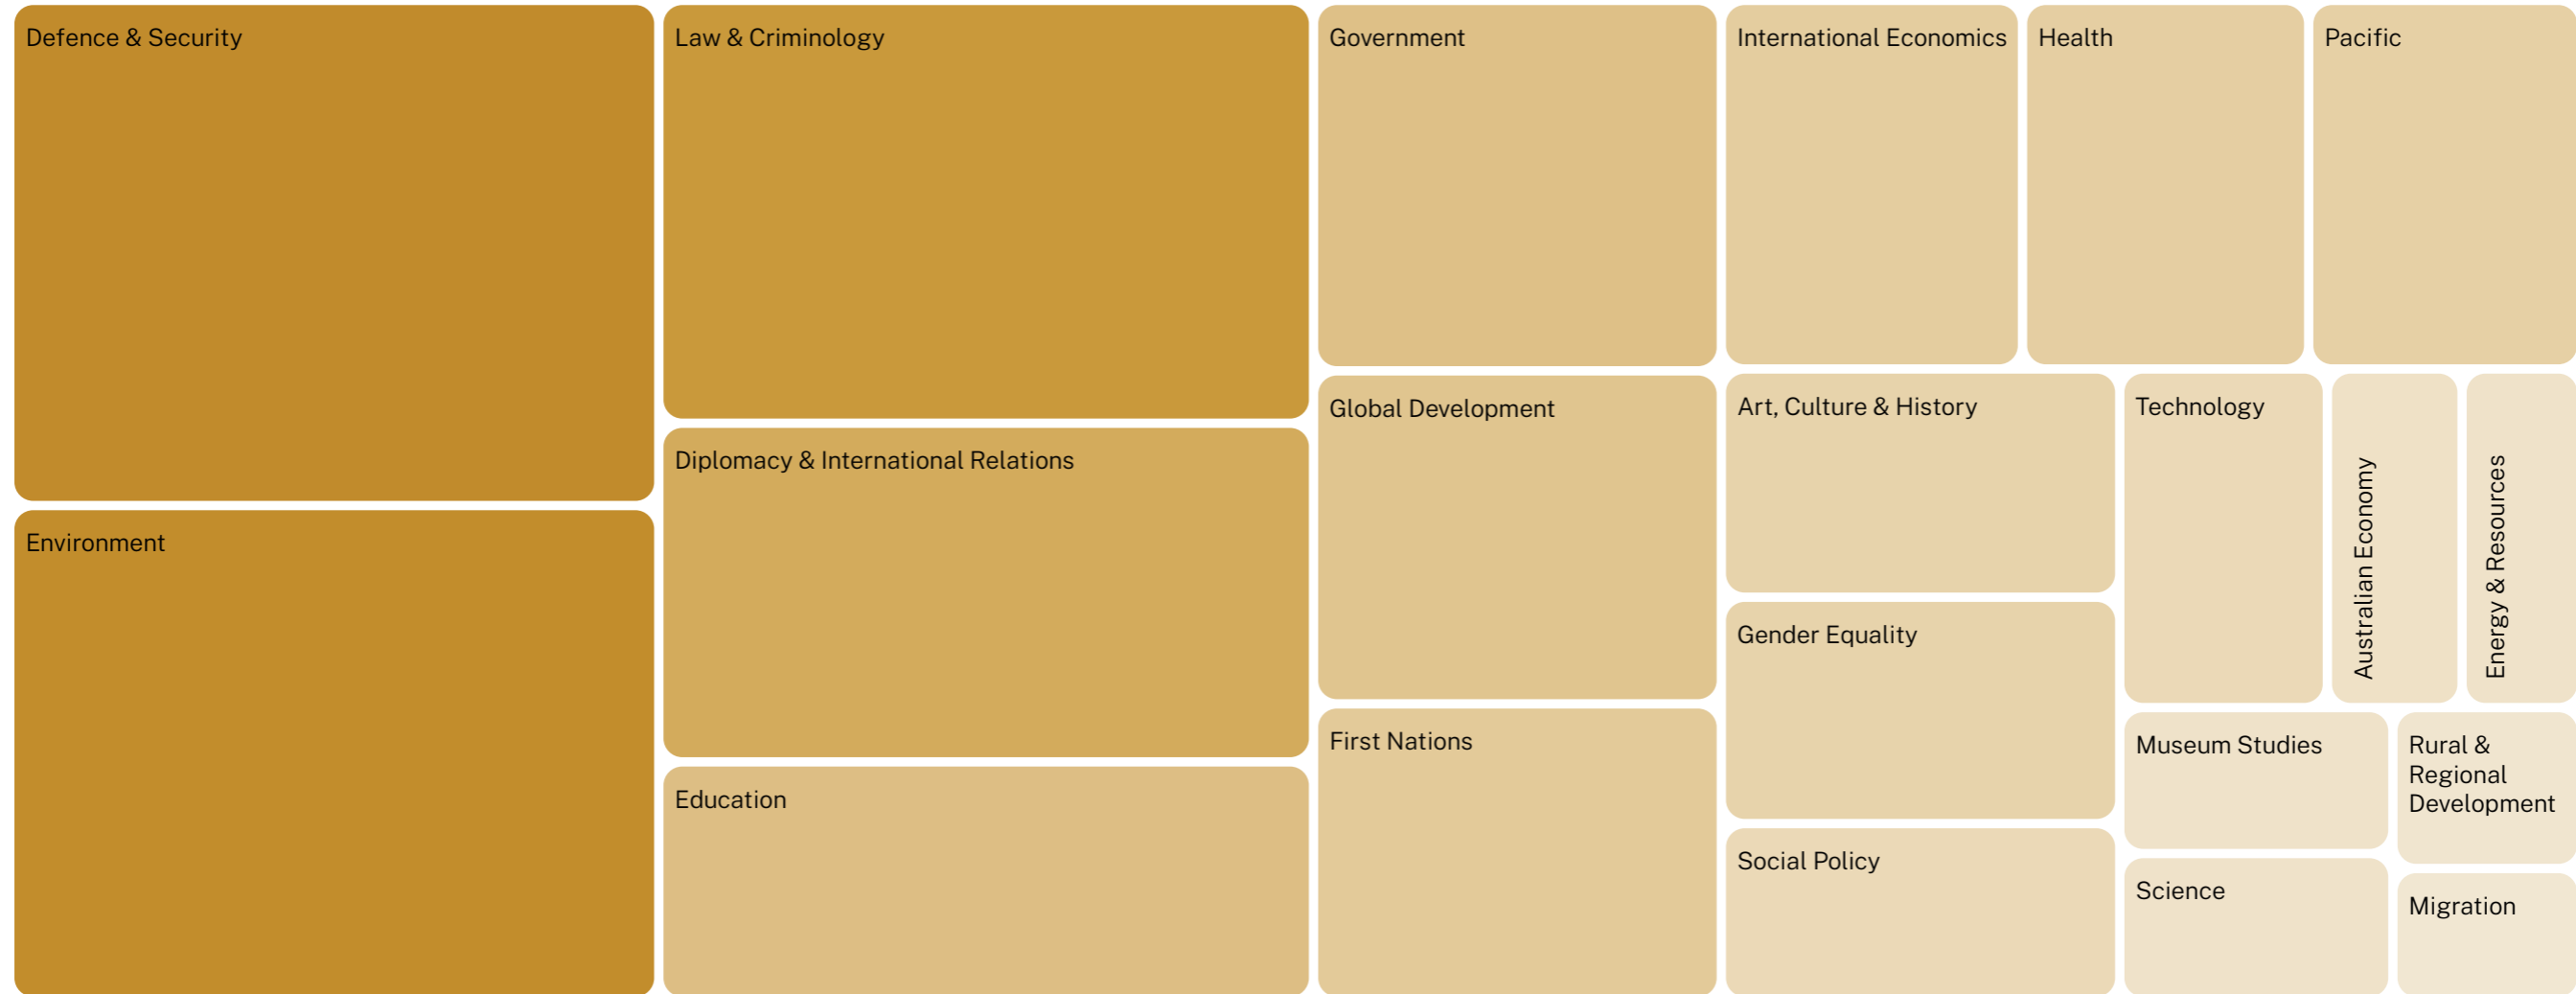 Defence & Security
Environment
Law & Criminology
Diplomacy & International Relations
Education
Government
Global Development
First Nations
International Economics
Health
Pacific
Art, Culture & History
Gender Equality
Social Policy
Technology
Australian Economy
Energy & Resources
Museum Studies
Science
Rural &
Regional
Development
Migration